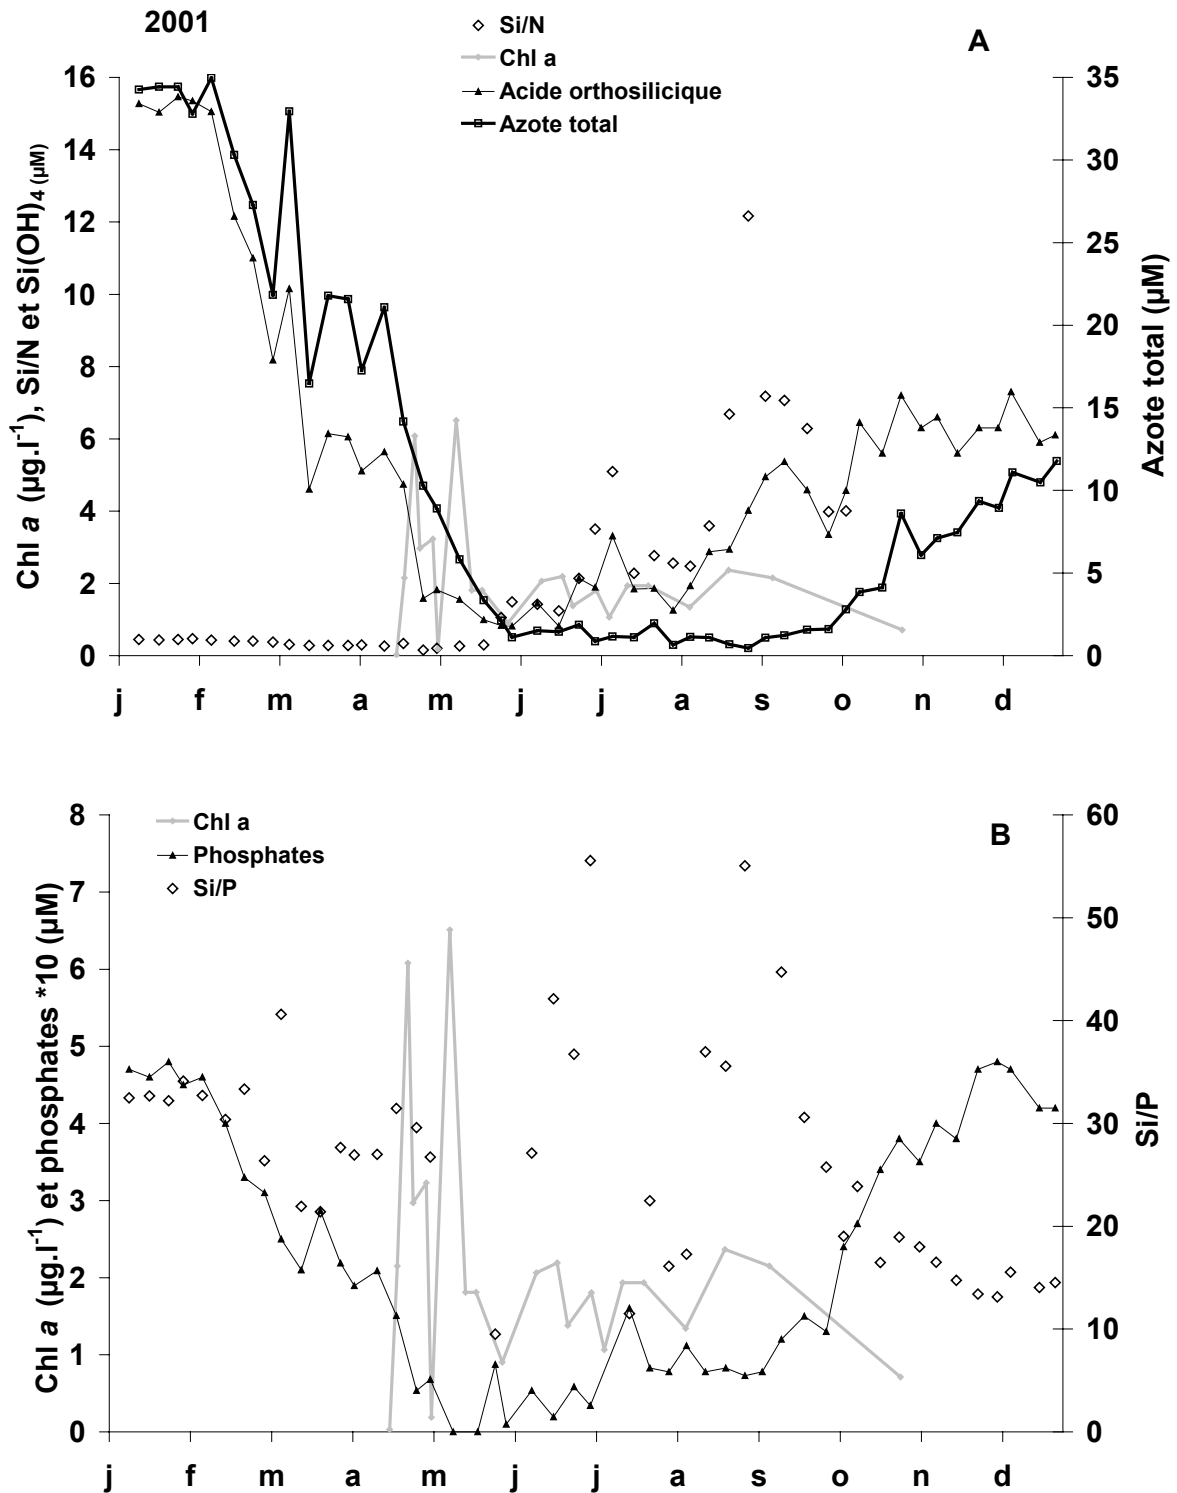 2001
Si/N
Chl a
Acide orthosilicique
Azote total
A
16
14
12
10
8
6
4
2
0
Chl a (µg.l-1), Si/N et Si(OH)4 (µM)
35
30
25
20
15
10
5
0
Azote total (µM)
j f m a m j j a s o n d
Chl a
Phosphates
Si/P
B
8
7
6
5
4
3
2
1
0
Chl a (µg.l-1) et phosphates *10 (µM)
60
50
40
30
20
10
0
Si/P
j f m a m j j a s o n d